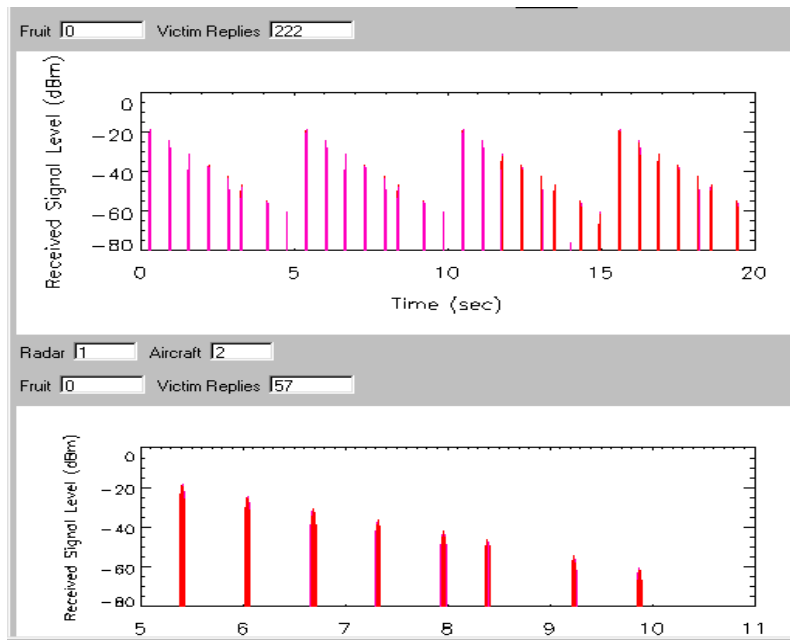 Fruit 0 Victim Replies 222
Received Signal Level (dBm)
0
-20
-40
-60
-80
0 5 10 15 20
Time (sec)
Radar 1 Aircraft 2
Fruit 0 Victim Replies 57
Received Signal Level (dBm)
0
-20
-40
-60
-80
5 6 7 8 9 10 11